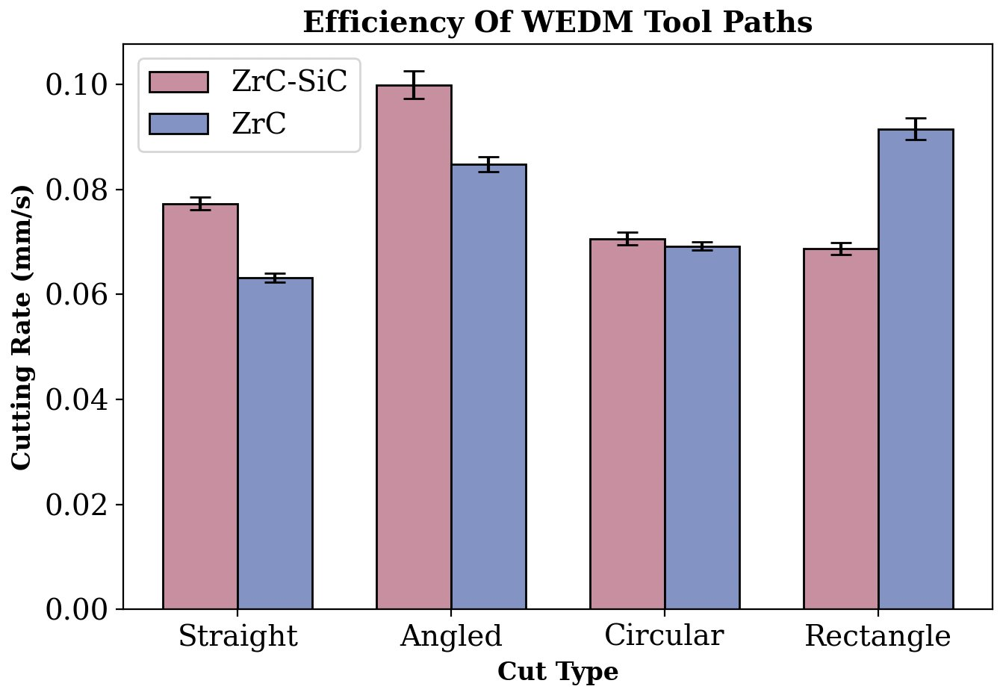 Efficiency Of WEDM Tool Paths
ZrC-SiC
ZrC
Cutting Rate (mm/s)
0.10
0.08
0.06
0.04
0.02
0.00
Straight Angled Circular Rectangle
Cut Type